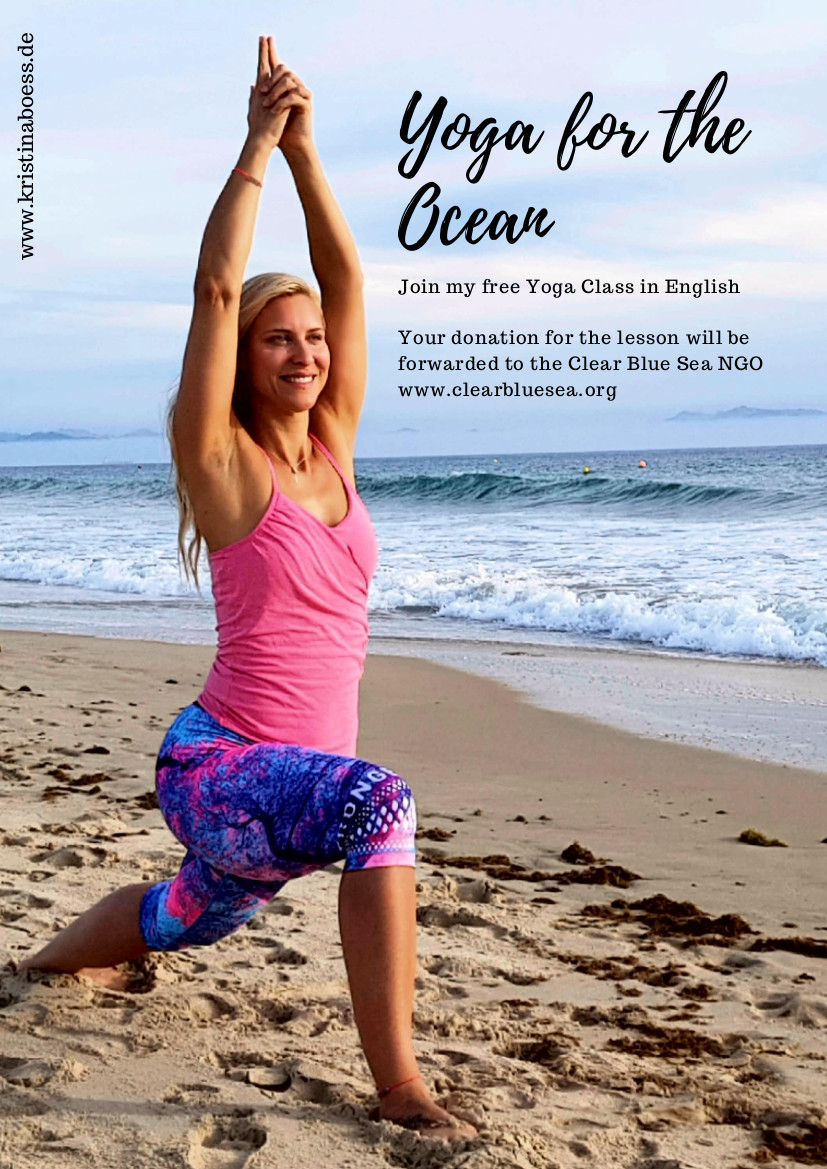 www.kristinaboess.de
Yoga for the
Ocean
Join my free Yoga Class in English
Your donation for the lesson will be
forwarded to the Clear Blue Sea NGO
www.clearbluesea.org